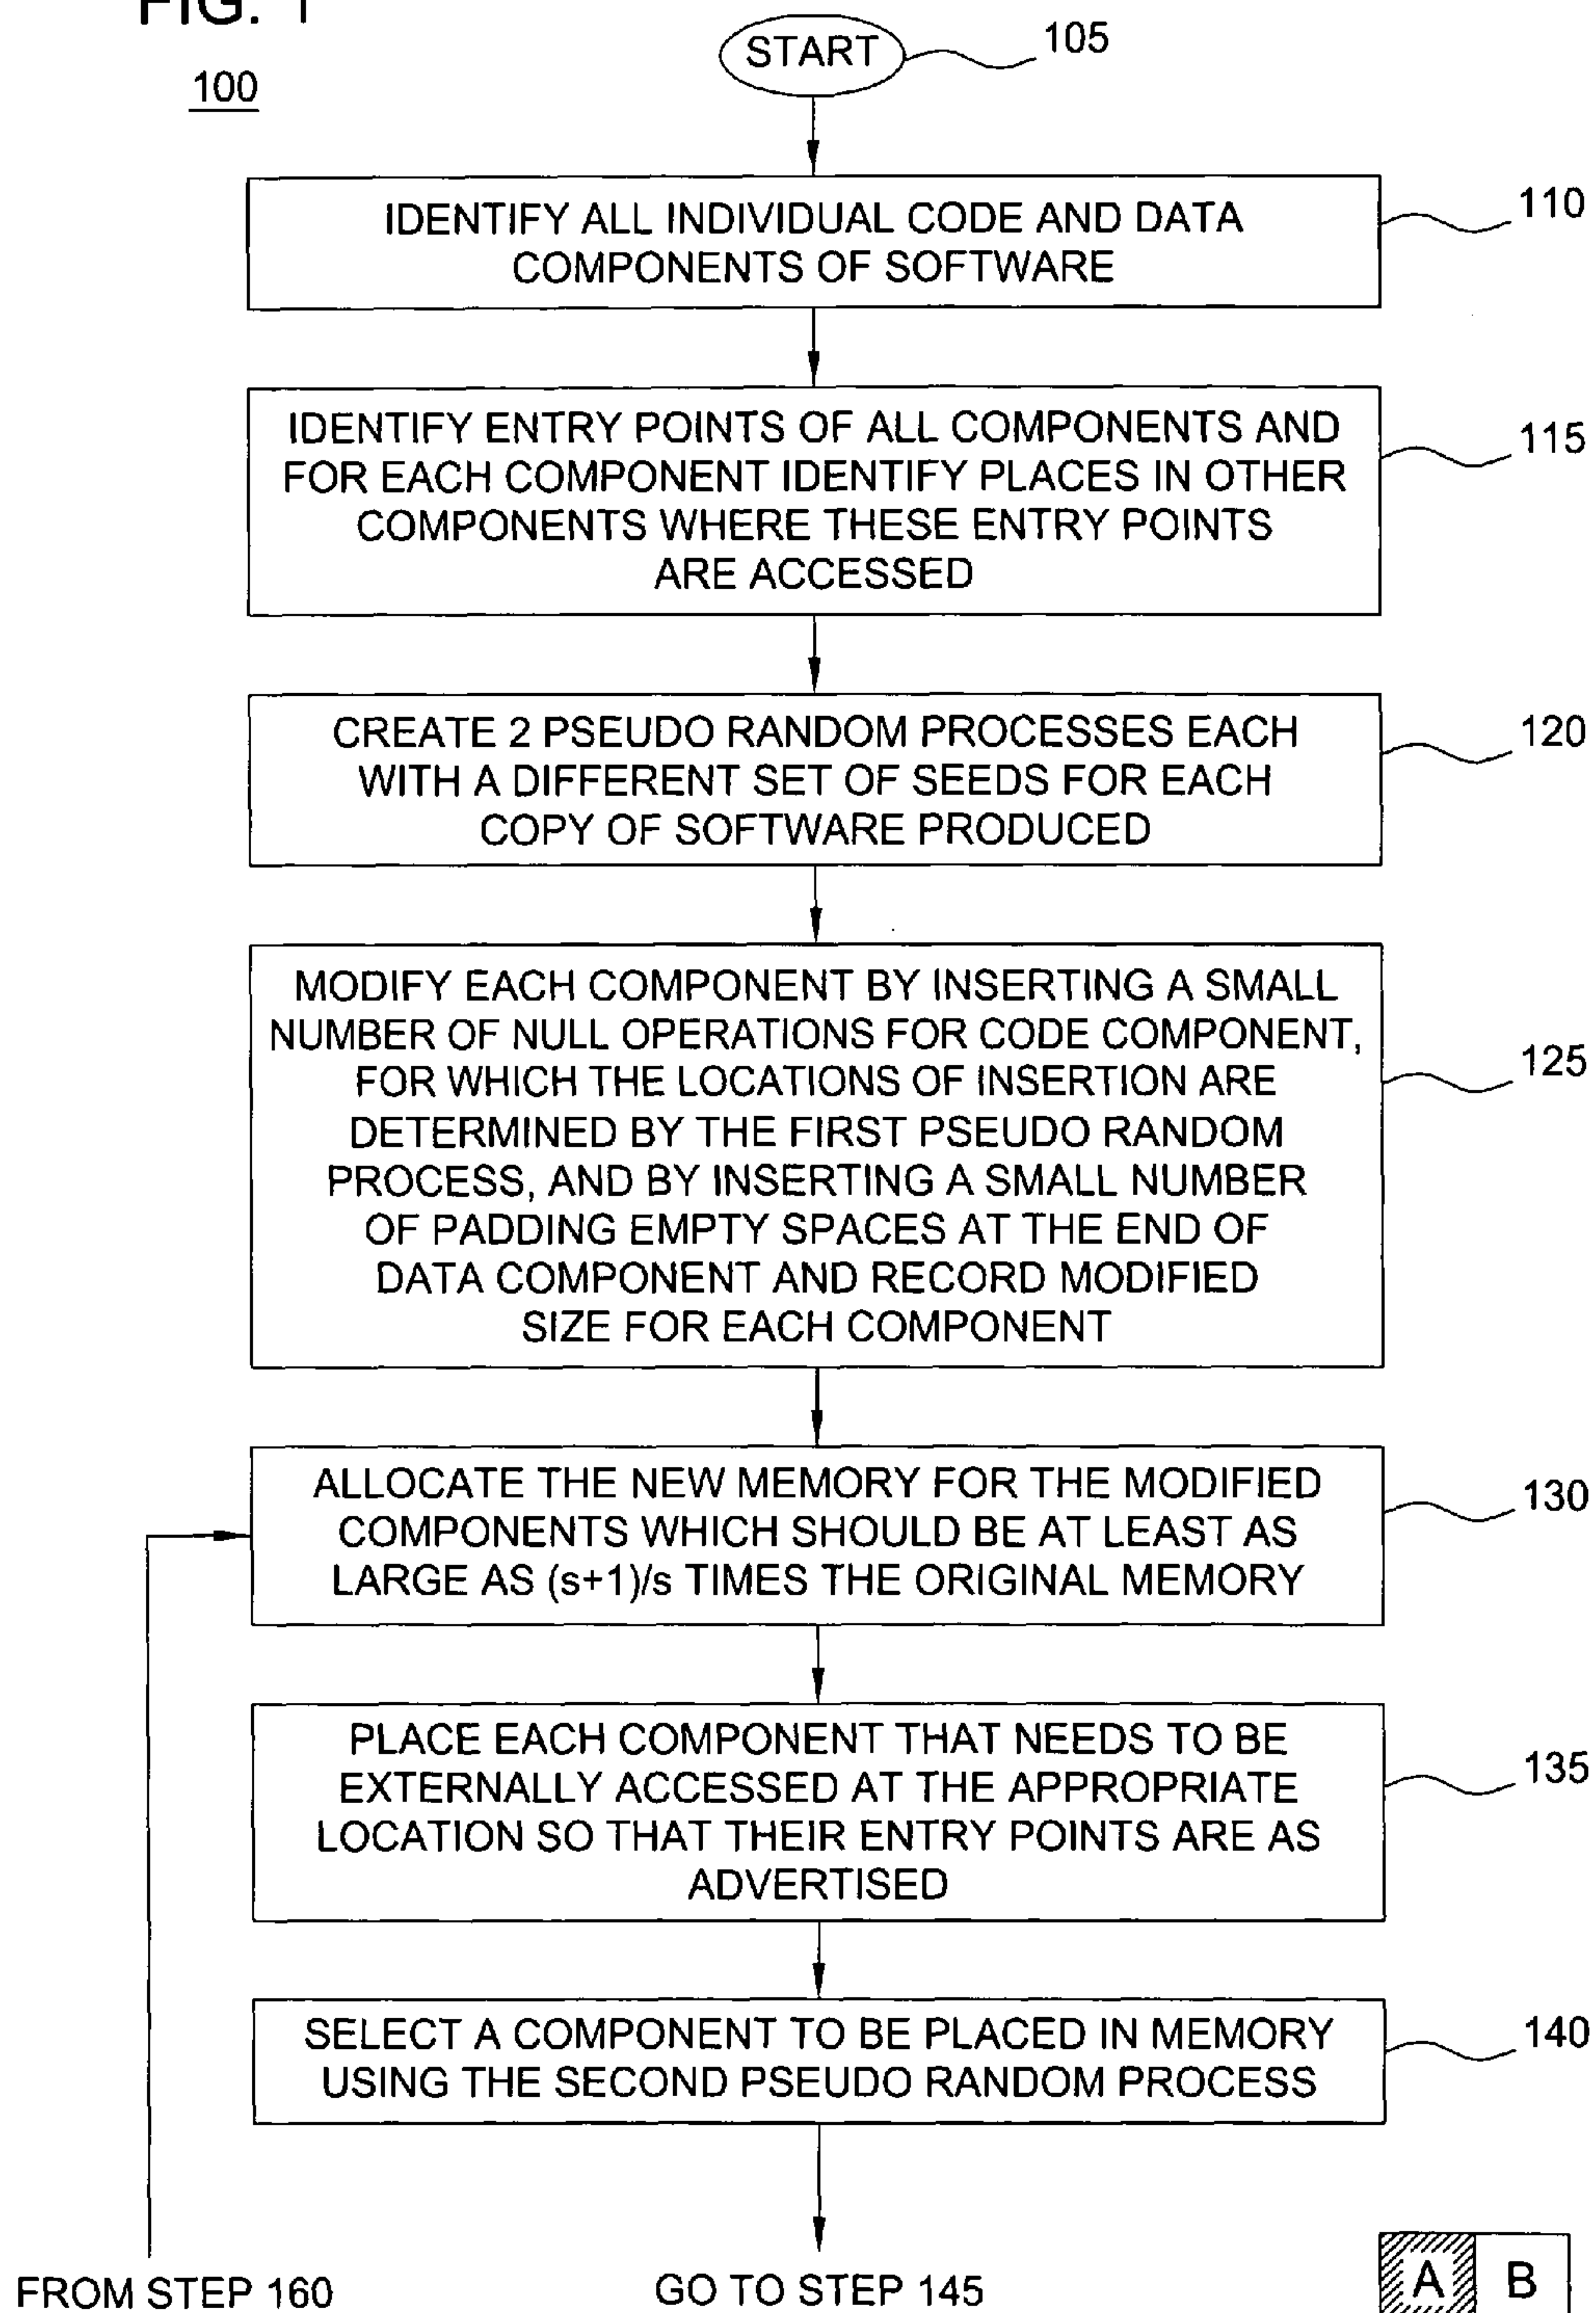 FIG. 1
100
START
105
IDENTIFY ALL INDIVIDUAL CODE AND DATA
COMPONENTS OF SOFTWARE
110
IDENTIFY ENTRY POINTS OF ALL COMPONENTS AND
FOR EACH COMPONENT IDENTIFY PLACES IN OTHER
COMPONENTS WHERE THESE ENTRY POINTS
ARE ACCESSED
115
CREATE 2 PSEUDO RANDOM PROCESSES EACH
WITH A DIFFERENT SET OF SEEDS FOR EACH
COPY OF SOFTWARE PRODUCED
120
MODIFY EACH COMPONENT BY INSERTING A SMALL
NUMBER OF NULL OPERATIONS FOR CODE COMPONENT,
FOR WHICH THE LOCATIONS OF INSERTION ARE
DETERMINED BY THE FIRST PSEUDO RANDOM
PROCESS, AND BY INSERTING A SMALL NUMBER
OF PADDING EMPTY SPACES AT THE END OF
DATA COMPONENT AND RECORD MODIFIED
SIZE FOR EACH COMPONENT
125
ALLOCATE THE NEW MEMORY FOR THE MODIFIED
COMPONENTS WHICH SHOULD BE AT LEAST AS
LARGE AS (s+1)/s TIMES THE ORIGINAL MEMORY
130
PLACE EACH COMPONENT THAT NEEDS TO BE
EXTERNALLY ACCESSED AT THE APPROPRIATE
LOCATION SO THAT THEIR ENTRY POINTS ARE AS
ADVERTISED
135
SELECT A COMPONENT TO BE PLACED IN MEMORY
USING THE SECOND PSEUDO RANDOM PROCESS
140
FROM STEP 160
GO TO STEP 145
A B